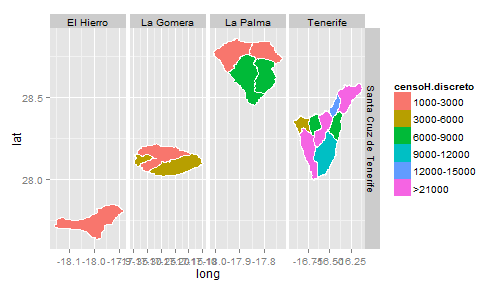 El Hierro La Gomera La Palma Tenerife
Santa Cruz de Tenerife
28.5
28.0
lat
-18.1 -18.0
-18.0 -17.9 -17.8
-16.25
long
censoH.discreto
1000-3000
3000-6000
6000-9000
9000-12000
12000-15000
>21000